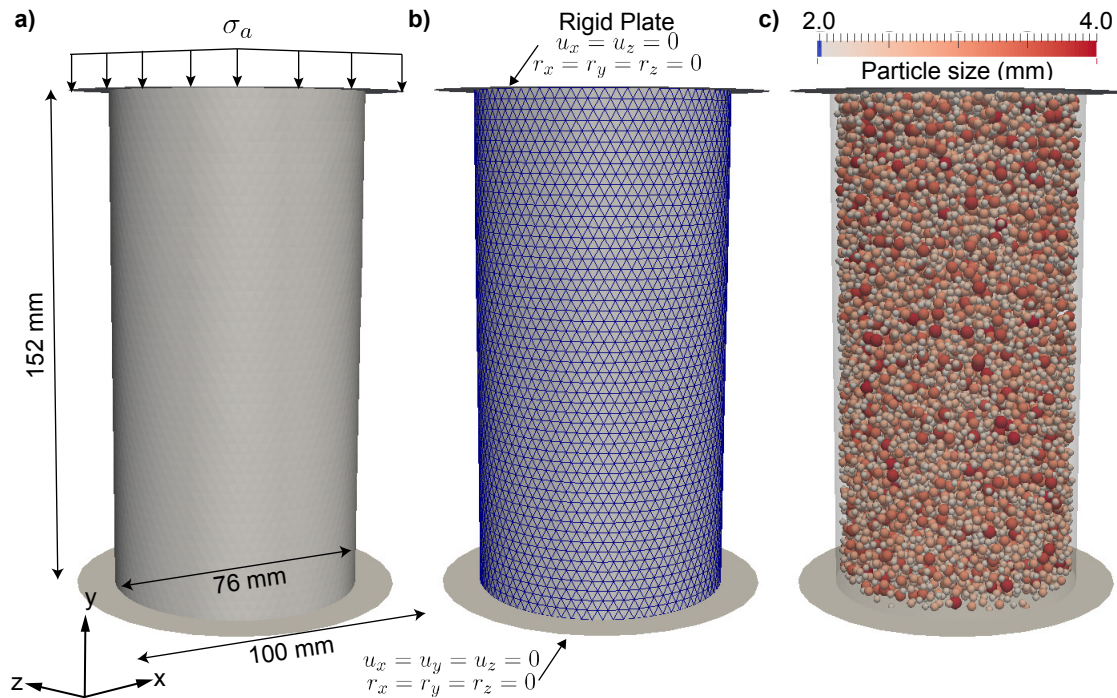 a)
σ_a
152 mm
76 mm
100 mm
y
z
x
b)
Rigid Plate
u_x = u_z = 0
r_x = r_y = r_z = 0
u_x = u_y = u_z = 0
r_x = r_y = r_z = 0
c)
2.0 4.0
Particle size (mm)